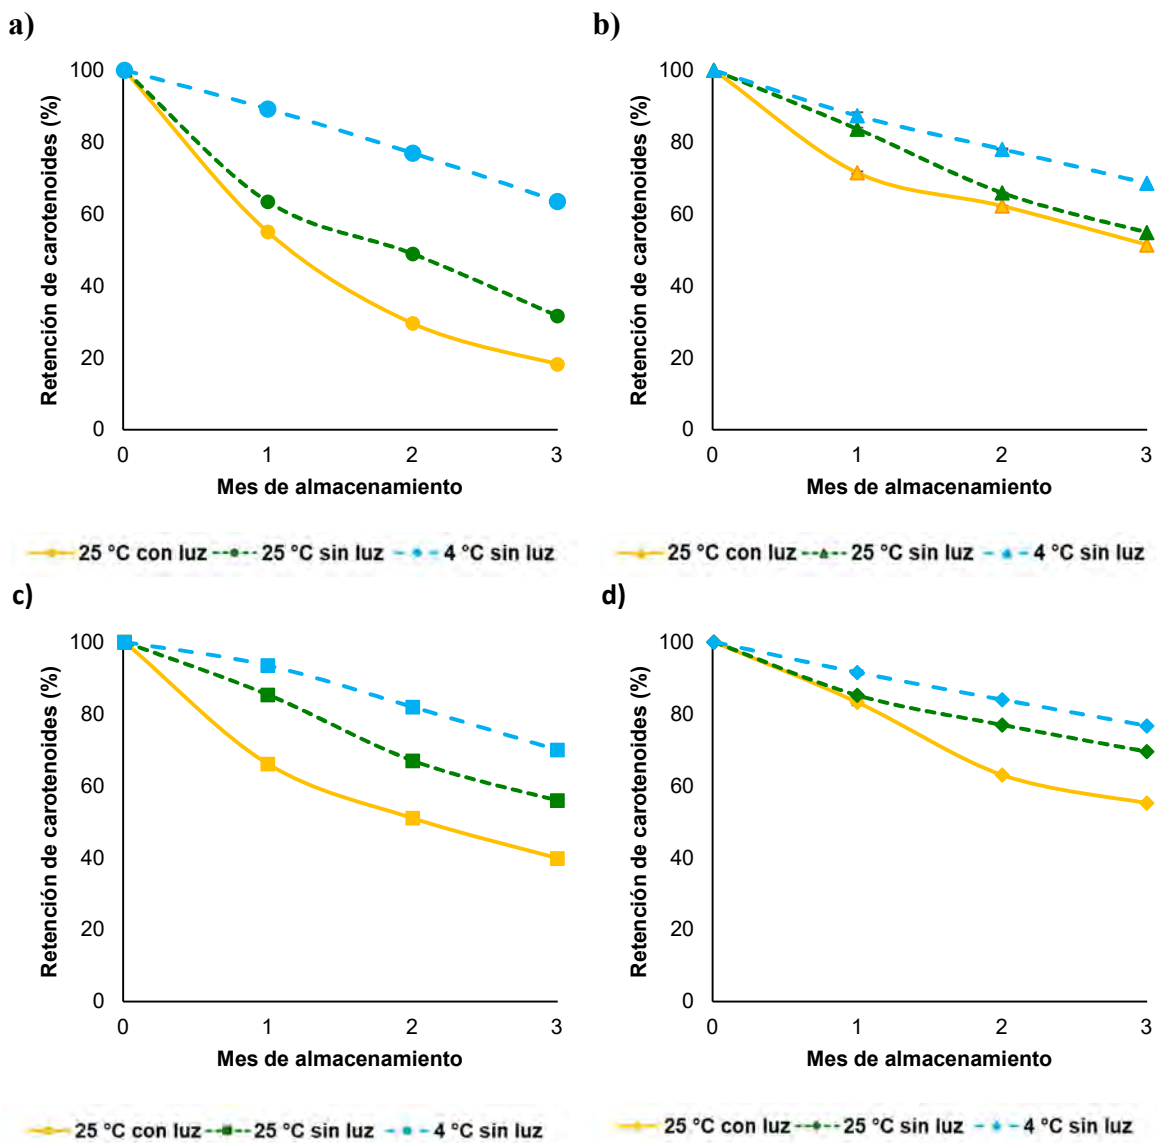 a)
100
80
60
40
20
0
Retención de carotenoides (%)
0 1 2 3
Mes de almacenamiento
25 °C con luz 25 °C sin luz 4 °C sin luz
b)
100
80
60
40
20
0
Retención de carotenoides (%)
0 1 2 3
Mes de almacenamiento
25 °C con luz 25 °C sin luz 4 °C sin luz
c)
100
80
60
40
20
0
Retención de carotenoides (%)
0 1 2 3
Mes de almacenamiento
25 °C con luz 25 °C sin luz 4 °C sin luz
d)
100
80
60
40
20
0
Retención de carotenoides (%)
0 1 2 3
Mes de almacenamiento
25 °C con luz 25 °C sin luz 4 °C sin luz